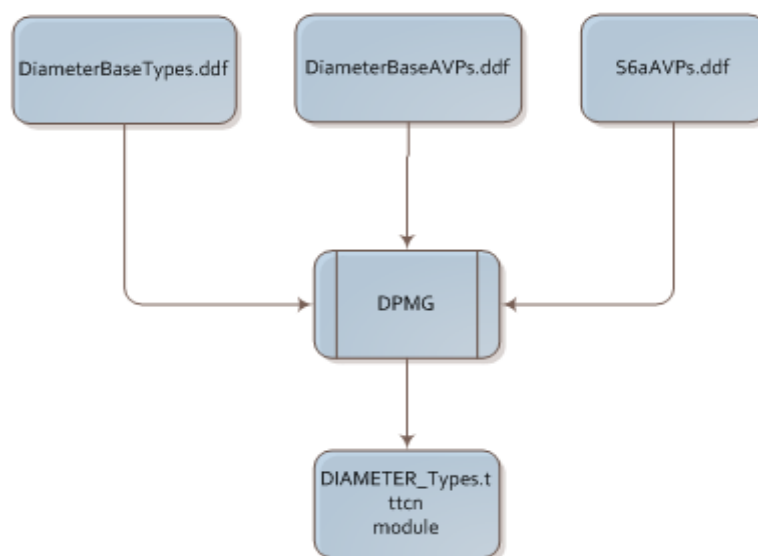 DiameterBaseTypes.ddf
DiameterBaseAVPs.ddf
S6aAVPs.ddf
DPMG
DIAMETER_Types.t
ttcn
module